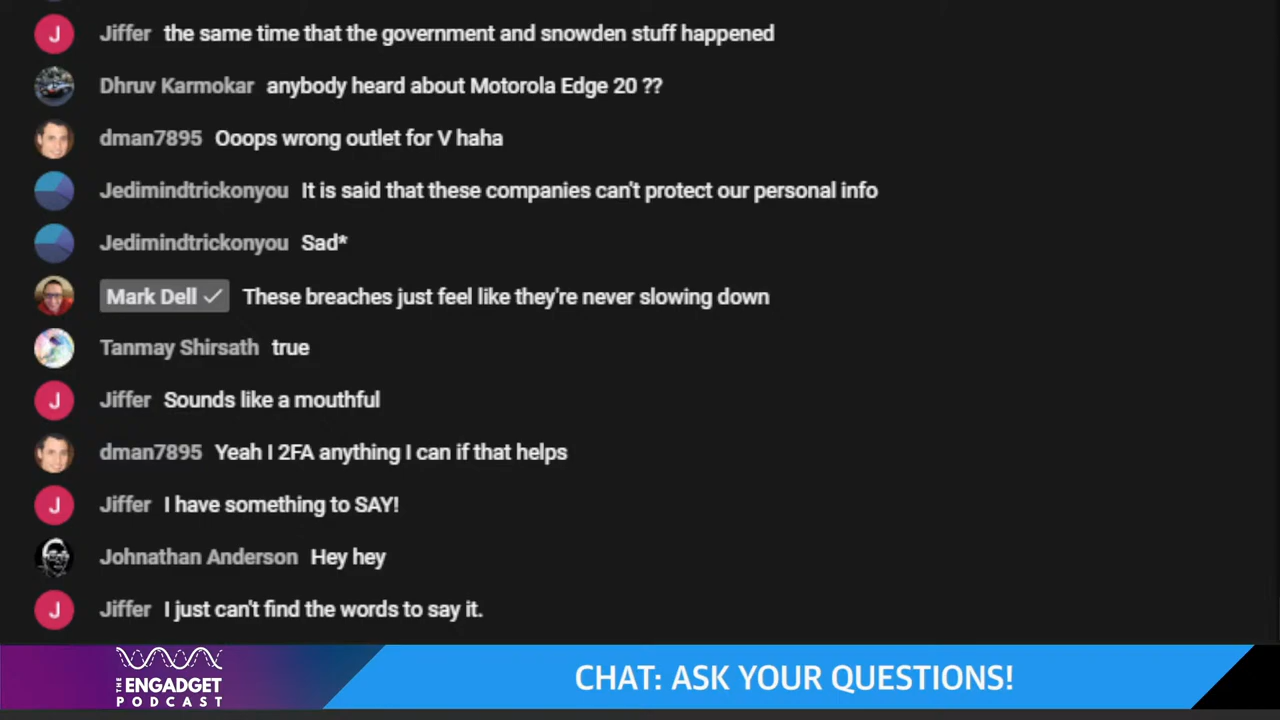 J Jiffer the same time that the government and snowden stuff happened
Dhruv Karmokar anybody heard about Motorola Edge 20 ??
dman7895 Ooops wrong outlet for V haha
Jedimindtrickonyou It is said that these companies can't protect our personal info
Jedimindtrickonyou Sad*
Mark Dell ✓ These breaches just feel like they're never slowing down
Tanmay Shirsath true
J Jiffer Sounds like a mouthful
dman7895 Yeah I 2FA anything I can if that helps
J Jiffer I have something to SAY!
Johnathan Anderson Hey hey
J Jiffer I just can't find the words to say it.
THE ENGADGET
PODCAST
CHAT: ASK YOUR QUESTIONS!